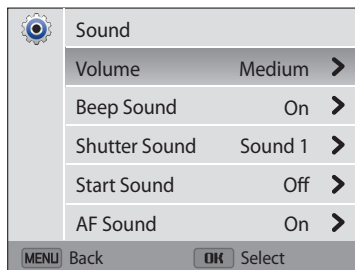 Sound
Volume Medium
Beep Sound On
Shutter Sound Sound 1
Start Sound Off
AF Sound On
MENU Back OK Select